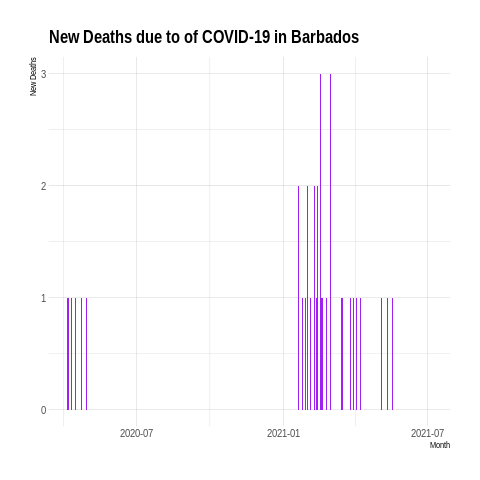 New Deaths due to of COVID-19 in Barbados
New Deaths
3
2
1
0
2020-07
2021-01
2021-07
Month